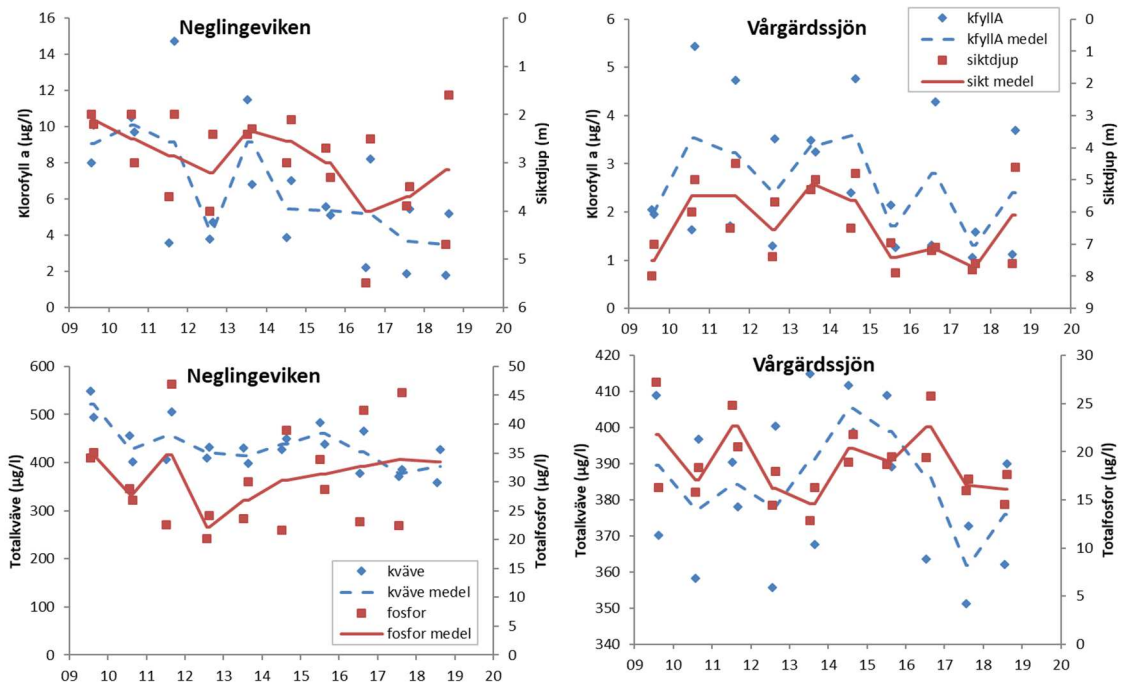 Neglingeviken
Klorofyll a (µg/l)
16
14
12
10
8
6
4
2
0
0
1
2
3
4
5
6
Siktdjup (m)
09 10 11 12 13 14 15 16 17 18 19 20
Vårgärdssjön
kfyllA
kfyllA medel
siktdjup
sikt medel
Klorofyll a (µg/l)
6
5
4
3
2
1
0
0
1
2
3
4
5
6
7
8
9
Siktdjup (m)
09 10 11 12 13 14 15 16 17 18 19 20
Neglingeviken
Totalkväve (µg/l)
600
500
400
300
200
100
0
50
45
40
35
30
25
20
15
10
5
0
Totalfosfor (µg/l)
kväve
kväve medel
fosfor
fosfor medel
09 10 11 12 13 14 15 16 17 18 19 20
Vårgärdssjön
Totalkväve (µg/l)
420
410
400
390
380
370
360
350
340
30
25
20
15
10
5
0
Totalfosfor (µg/l)
09 10 11 12 13 14 15 16 17 18 19 20